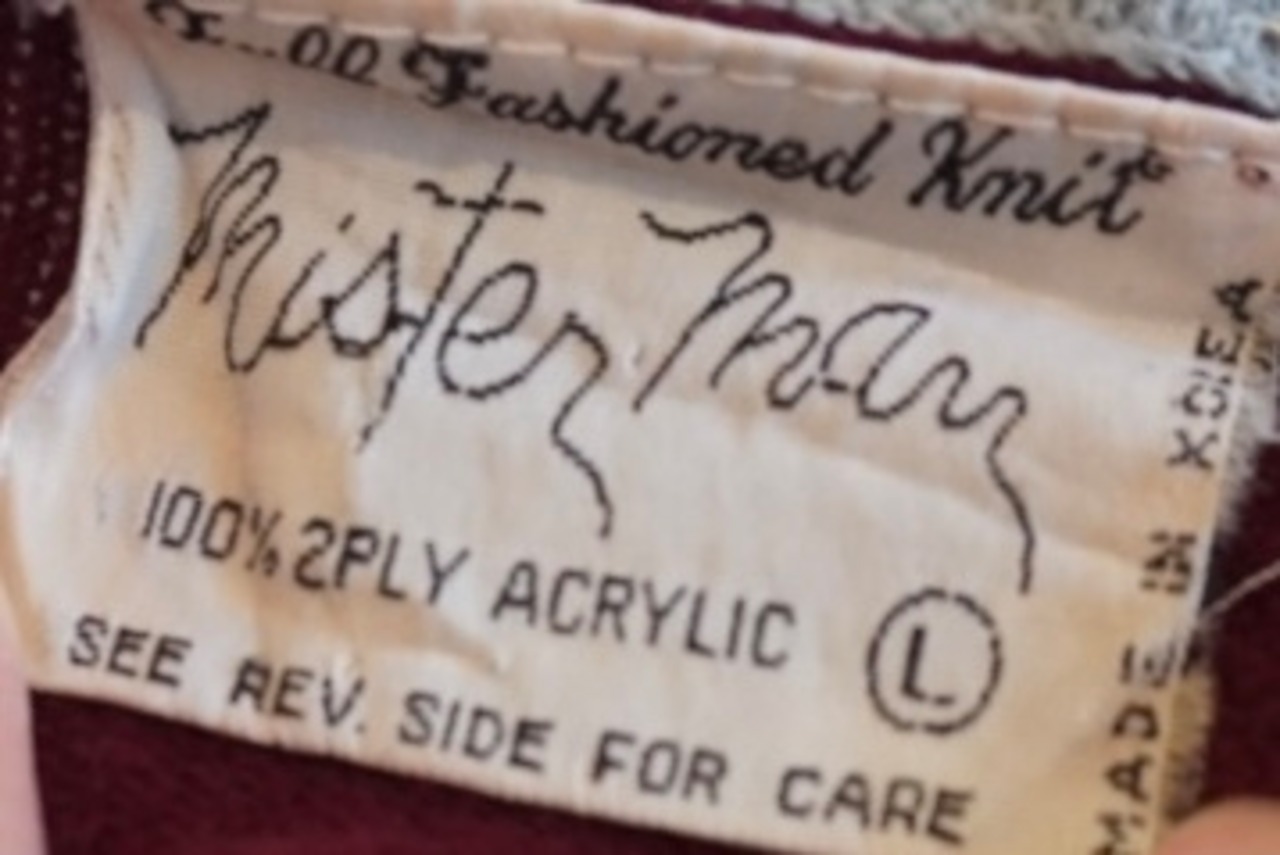 Fashioned Knit
Mister Man
100% 2PLY ACRYLIC L
SEE REV. SIDE FOR CARE
MADE IN KOREA